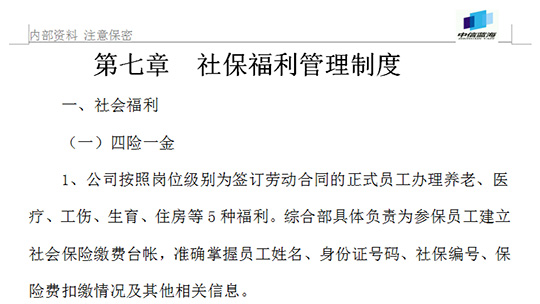 内部资料 注意保密
中信蓝海
第七章 社保福利管理制度
一、社会福利
（一）四险一金
1、公司按照岗位级别为签订劳动合同的正式员工办理养老、医
疗、工伤、生育、住房等5种福利。综合部具体负责为参保员工建立
社会保险缴费台帐，准确掌握员工姓名、身份证号码、社保编号、保
险费扣缴情况及其他相关信息。